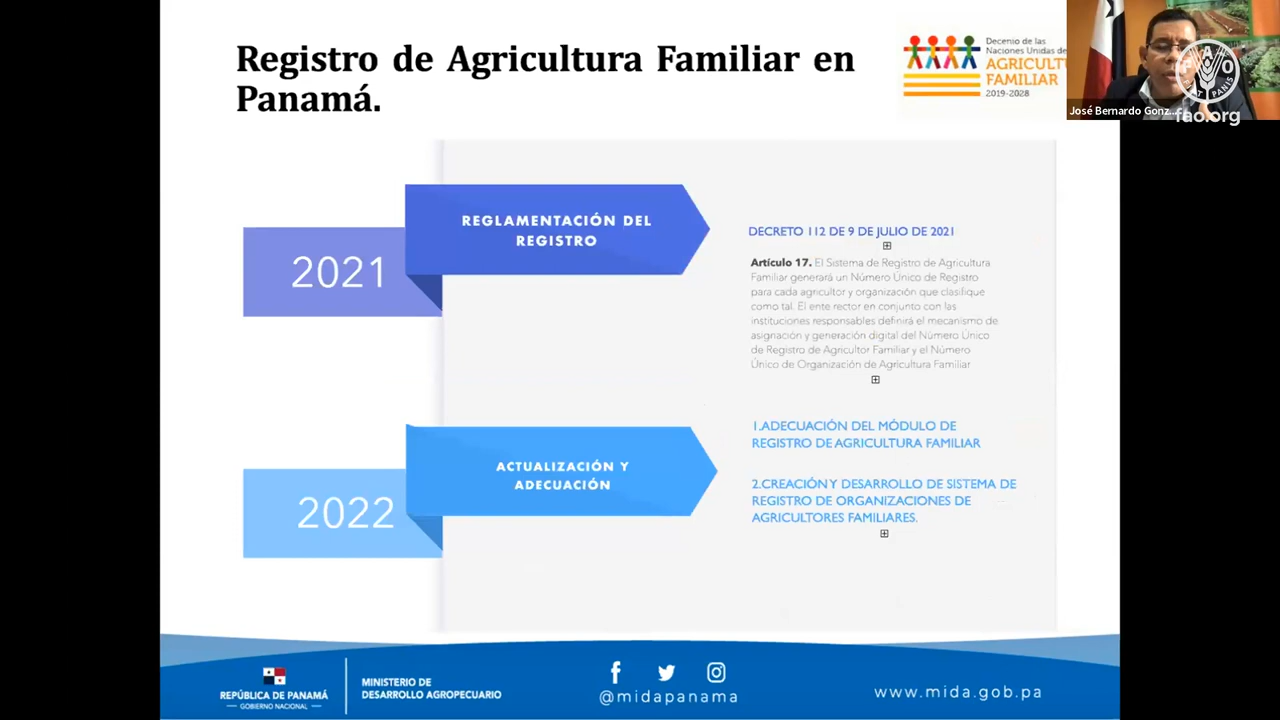 Registro de Agricultura Familiar en
Panamá.
Decenio de las
Naciones Unidas de
AGRICULT
FAMILIAR
2019-2028
FAO
FIAT PANIS
José Bernardo Gonz...
fao.org
2021
REGLAMENTACIÓN DEL
REGISTRO
DECRETO 112 DE 9 DE JULIO DE 2021
Artículo 17. El Sistema de Registro de Agricultura
Familiar generará un Número Único de Registro
para cada agricultor y organización que clasifique
como tal. El ente rector en conjunto con las
instituciones responsables definirá el mecanismo de
asignación y generación digital del Número Único
de Registro de Agricultor Familiar y el Número
Único de Organización de Agricultura Familiar
2022
ACTUALIZACIÓN Y
ADECUACIÓN
1.ADECUACIÓN DEL MÓDULO DE
REGISTRO DE AGRICULTURA FAMILIAR
2.CREACIÓN Y DESARROLLO DE SISTEMA DE
REGISTRO DE ORGANIZACIONES DE
AGRICULTORES FAMILIARES.
REPÚBLICA DE PANAMÁ
— GOBIERNO NACIONAL —
MINISTERIO DE
DESARROLLO AGROPECUARIO
@midapanama
www.mida.gob.pa